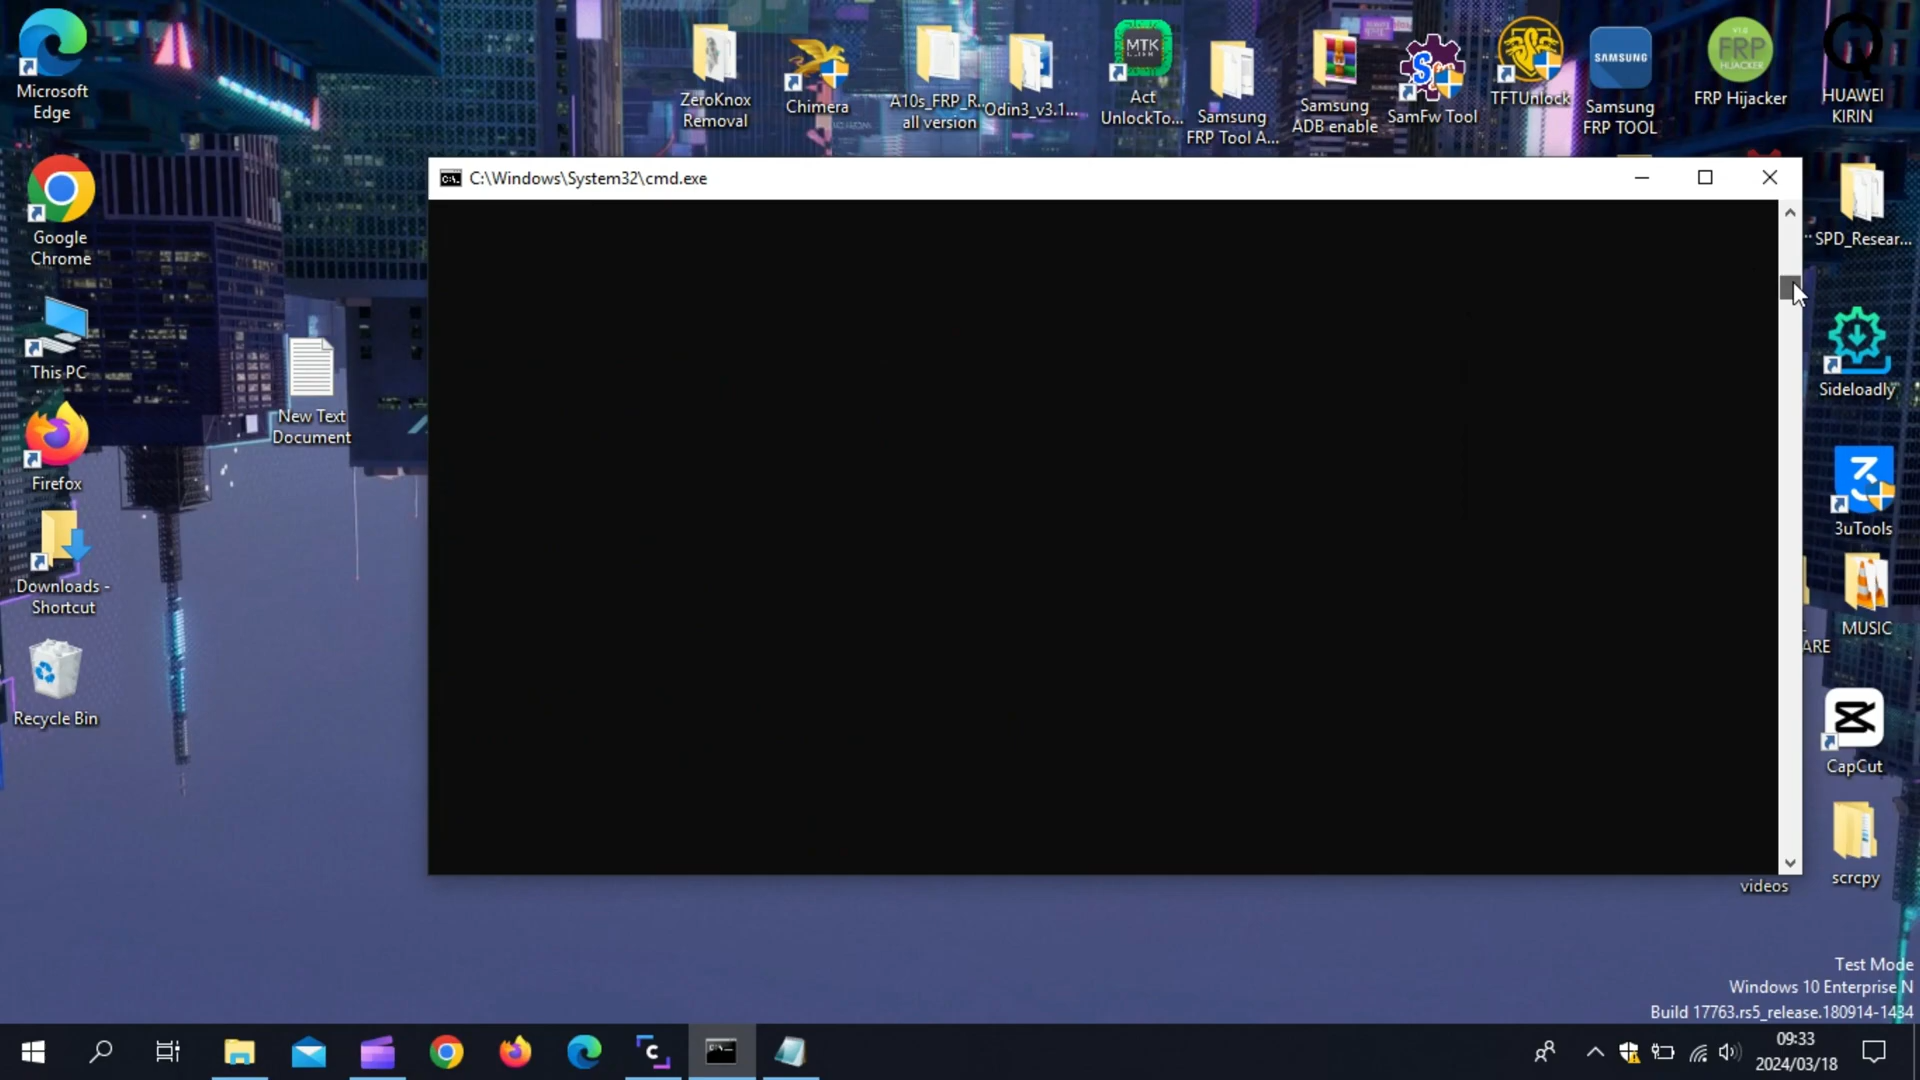 Microsoft
Edge
ZeroKnox
Removal
Chimera
A10s_FRP_R...
all version
Odin3_v3.1...
MTK
Act
UnlockTo...
Samsung
FRP Tool A...
Samsung
ADB enable
SamFw Tool
TFTUnlock
SAMSUNG
Samsung
FRP TOOL
V1.0
FRP
HIJACKER
FRP Hijacker
HUAWEI
KIRIN
C:\Windows\System32\cmd.exe
Google
Chrome
SPD_Resear...
This PC
New Text
Document
Sideloadly
Firefox
3uTools
Downloads -
Shortcut
MUSIC
ARE
Recycle Bin
CapCut
scrcpy
videos
Test Mode
Windows 10 Enterprise N
Build 17763.rs5_release.180914-1434
09:33
2024/03/18